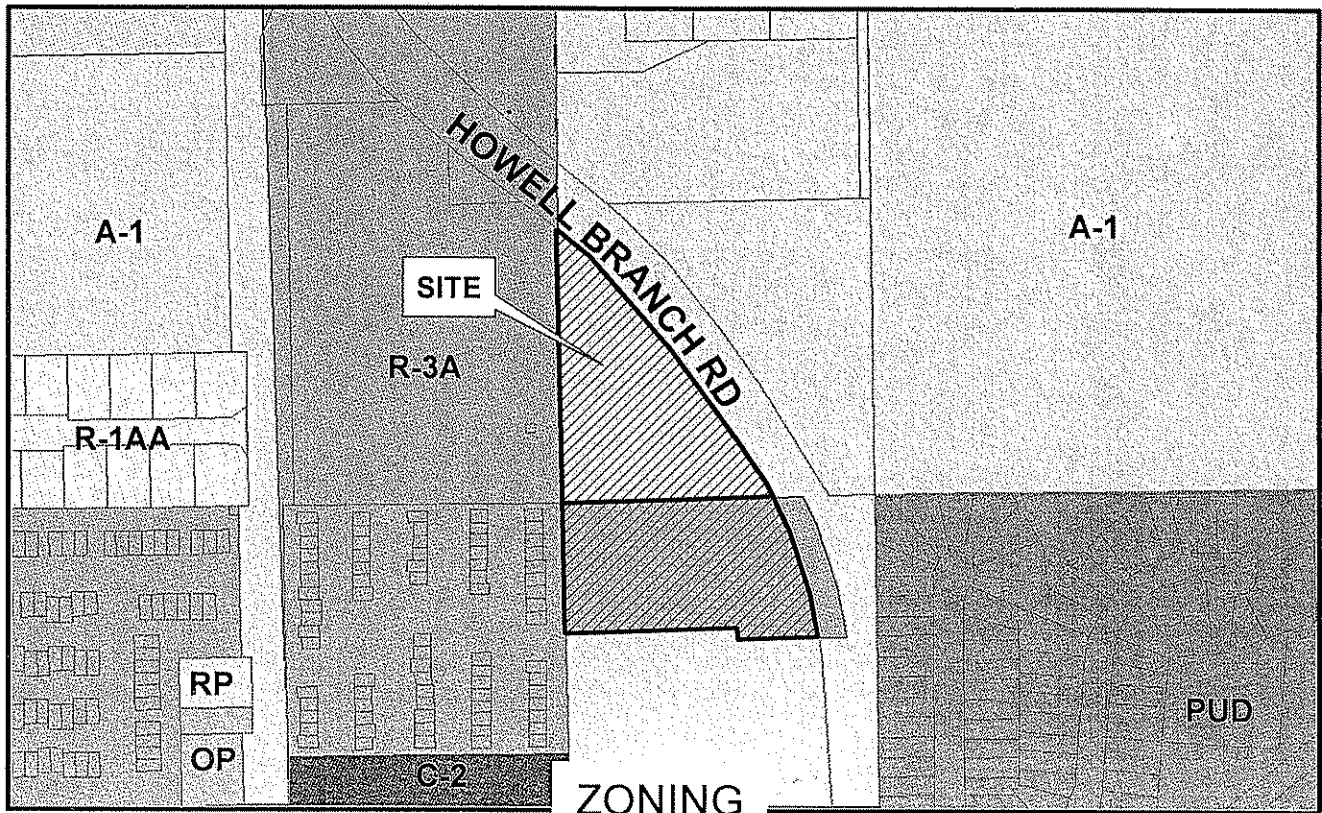 HOWELL BRANCH RD
A-1
A-1
SITE
R-3A
R-1AA
RP
PUD
OP
C-2
ZONING